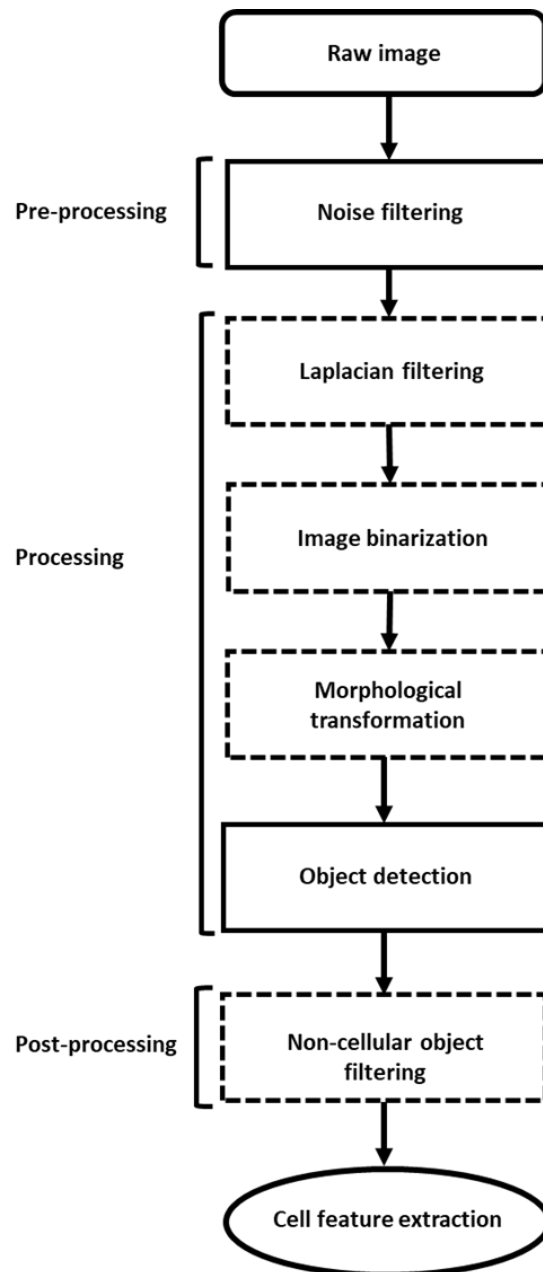 Raw image
Pre-processing
Noise filtering
Laplacian filtering
Image binarization
Processing
Morphological
transformation
Object detection
Post-processing
Non-cellular object
filtering
Cell feature extraction